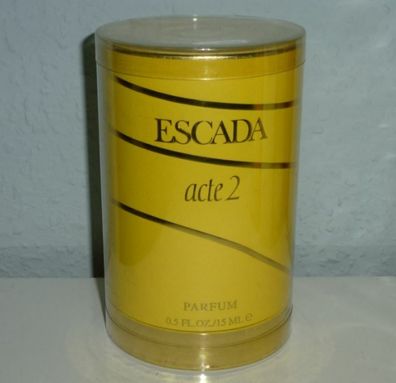 ESCADA
acte 2
PARFUM
0.5 FL.OZ./15 ML ℮